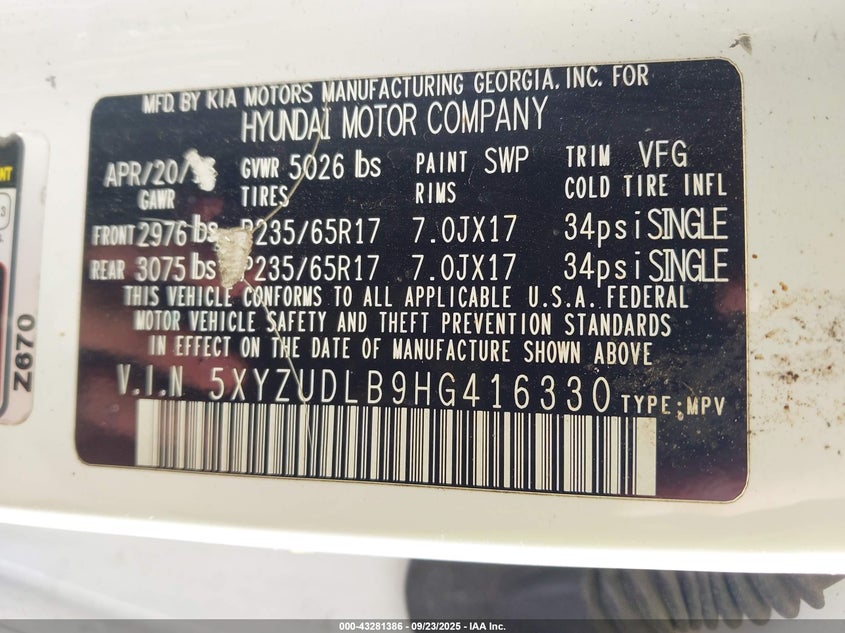 MFD. BY KIA MOTORS MANUFACTURING GEORGIA, INC. FOR
HYUNDAI MOTOR COMPANY
GVWR 5026 lbs PAINT SWP TRIM VFG
GAWR TIRES RIMS COLD TIRE INFL
FRONT 2976 lbs P235/65R17 7.0JX17 34psi SINGLE
REAR 3075 lbs P235/65R17 7.0JX17 34psi SINGLE
THIS VEHICLE CONFORMS TO ALL APPLICABLE U.S.A. FEDERAL
MOTOR VEHICLE SAFETY AND THEFT PREVENTION STANDARDS
IN EFFECT ON THE DATE OF MANUFACTURE SHOWN ABOVE
V.I.N 5XYZUDLB9HG416330 TYPE:MPV
Z670
000-43281386 - 09/23/2025 - IAA Inc.